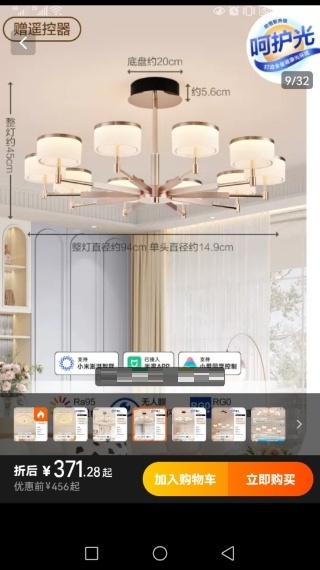 赠遥控器
呵护光
9/32
底盘约20cm
约5.6cm
整灯约45cm
整灯直径约94cm 单头直径约14.9cm
支持
小米澎湃智联
已接入
米家APP
支持
小爱同学控制
Ra95
无人眼
RG0
折后 ¥371.28起
优惠前¥456起
加入购物车
立即购买